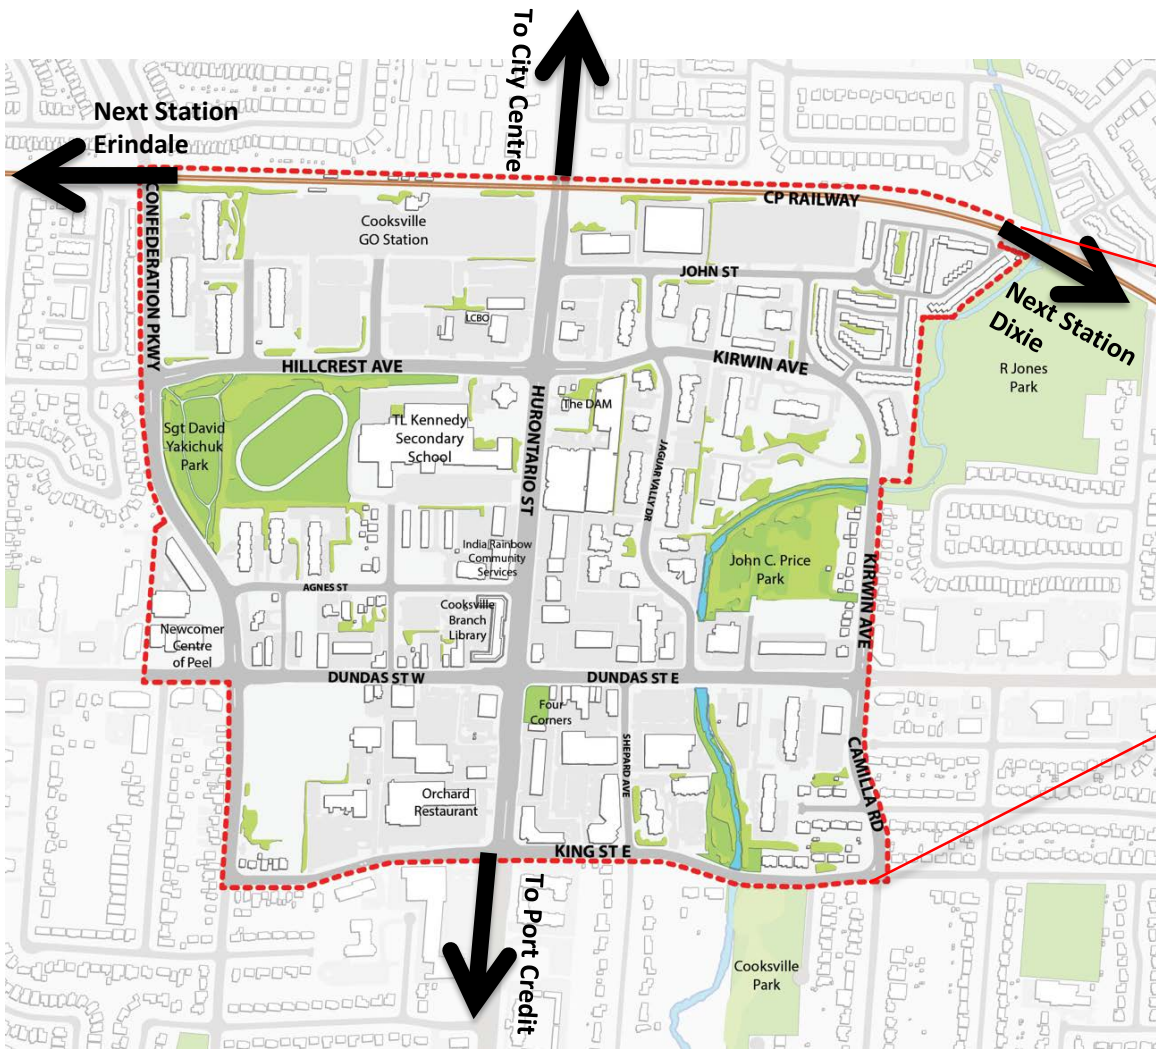 To City Centre
Next Station
Erindale
CONFEDERATION PKWY
CP RAILWAY
Cooksville
GO Station
JOHN ST
LCBO
Next Station
Dixie
HILLCREST AVE
KIRWIN AVE
R Jones
Park
HURONTARIO ST
The DAM
Sgt David
Yakichuk
Park
TL Kennedy
Secondary
School
JAGUAR VALLY DR
India Rainbow
Community
Services
John C. Price
Park
KIRWIN AVE
AGNES ST
Cooksville
Branch
Library
Newcomer
Centre
of Peel
DUNDAS ST W
DUNDAS ST E
Four
Corners
SHEPARD AVE
CAMILLA RD
Orchard
Restaurant
KING ST E
To Port Credit
Cooksville
Park